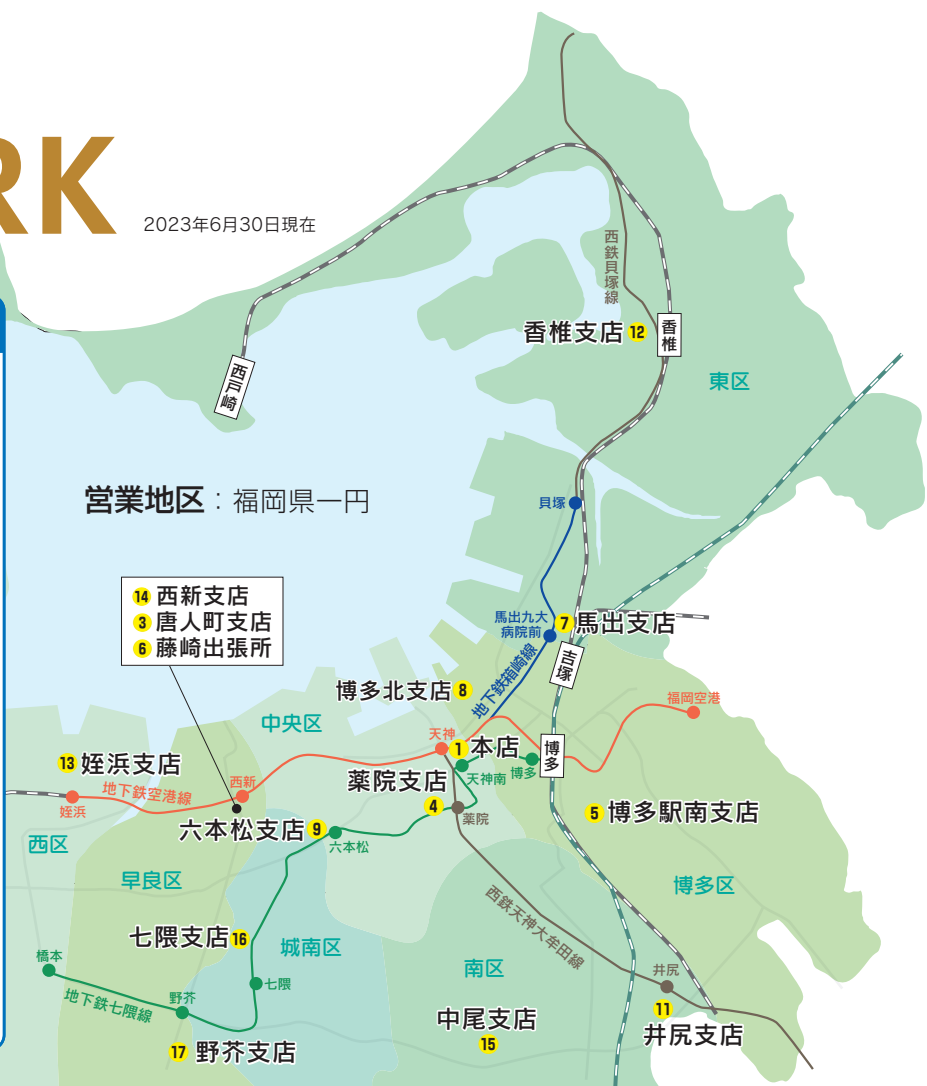 RK
2023年6月30日現在
西鉄貝塚線
香椎支店 12
香椎
西戸崎
東区
営業地区：福岡県一円
貝塚
14 西新支店
3 唐人町支店
6 藤崎出張所
馬出九大
病院前
7 馬出支店
地下鉄箱崎線
吉塚
博多北支店 8
福岡空港
中央区
天神
1 本店
博多
13 姪浜支店
天神南
博多
薬院支店
4
薬院
地下鉄空港線
西新
姪浜
5 博多駅南支店
六本松支店 9
六本松
西区
早良区
博多区
西鉄天神大牟田線
七隈支店 16
城南区
橋本
七隈
南区
井尻
地下鉄七隈線
野芥
11
井尻支店
中尾支店
15
17 野芥支店